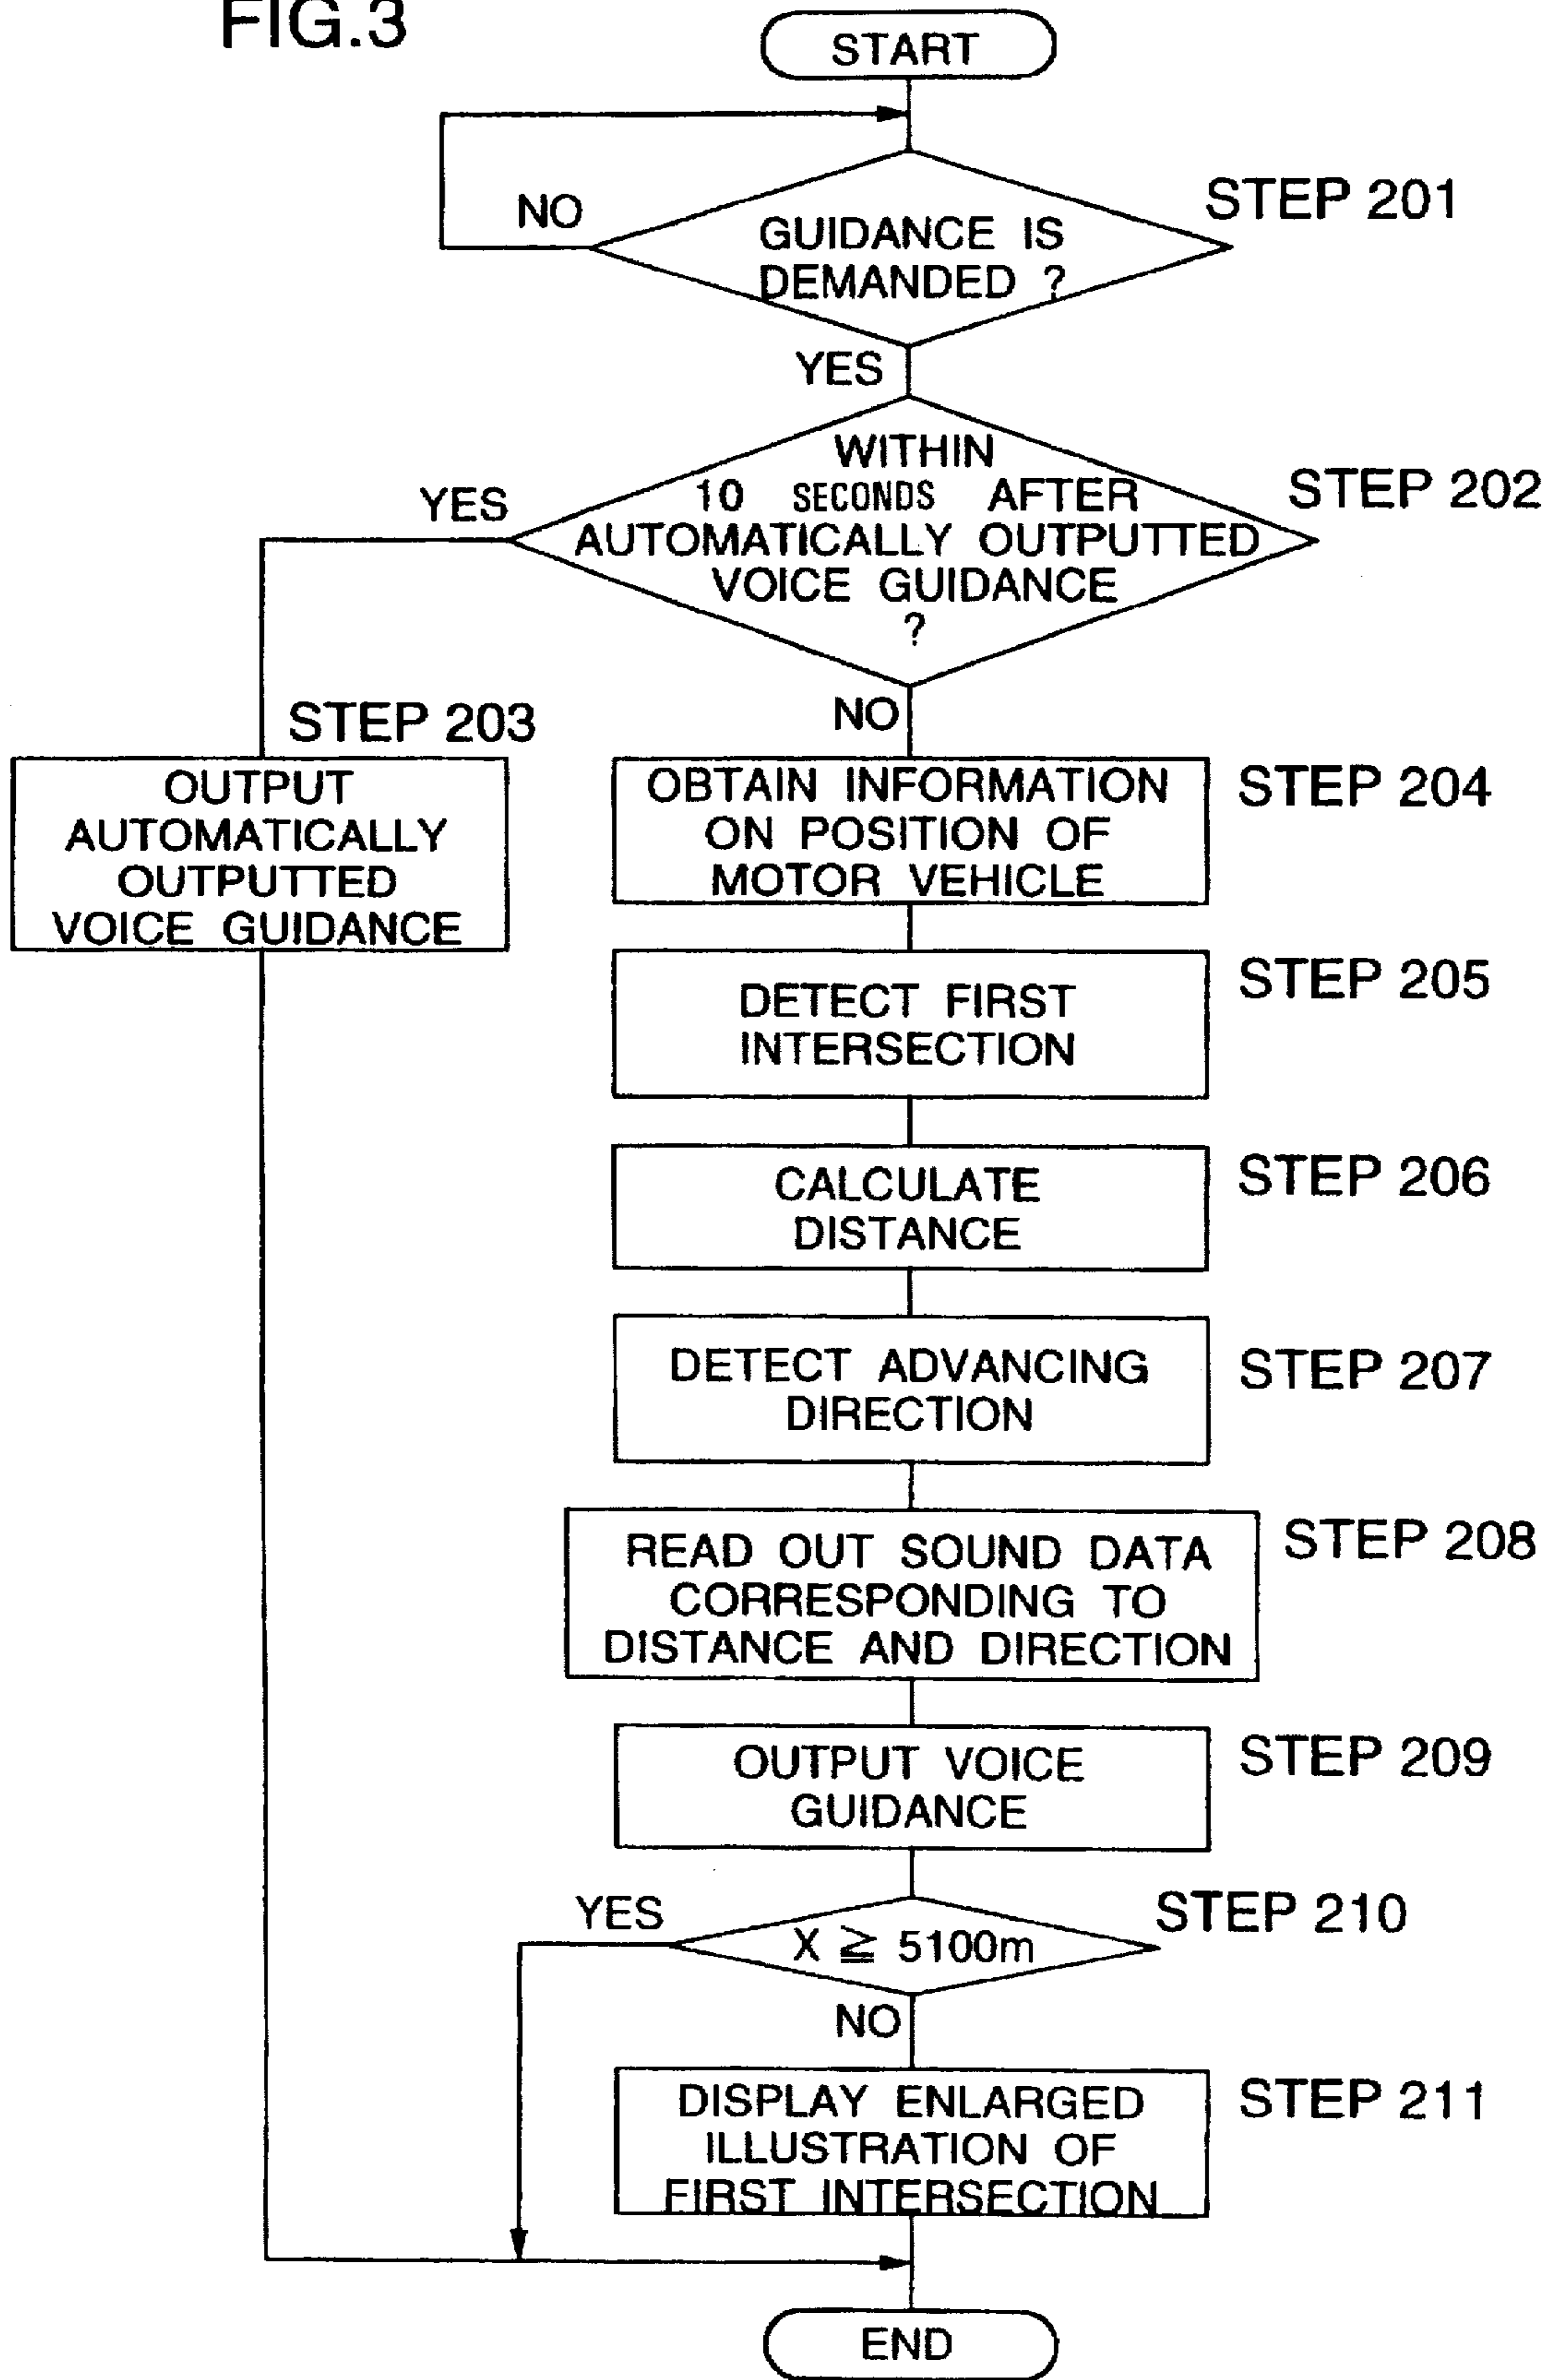 FIG.3
START
NO
STEP 201
GUIDANCE IS
DEMANDED ?
YES
WITHIN
10 SECONDS AFTER
AUTOMATICALLY OUTPUTTED
VOICE GUIDANCE
?
STEP 202
YES
NO
STEP 203
OUTPUT
AUTOMATICALLY
OUTPUTTED
VOICE GUIDANCE
OBTAIN INFORMATION
ON POSITION OF
MOTOR VEHICLE
STEP 204
DETECT FIRST
INTERSECTION
STEP 205
CALCULATE
DISTANCE
STEP 206
DETECT ADVANCING
DIRECTION
STEP 207
READ OUT SOUND DATA
CORRESPONDING TO
DISTANCE AND DIRECTION
STEP 208
OUTPUT VOICE
GUIDANCE
STEP 209
YES
X ≧ 5100m
STEP 210
NO
DISPLAY ENLARGED
ILLUSTRATION OF
FIRST INTERSECTION
STEP 211
END